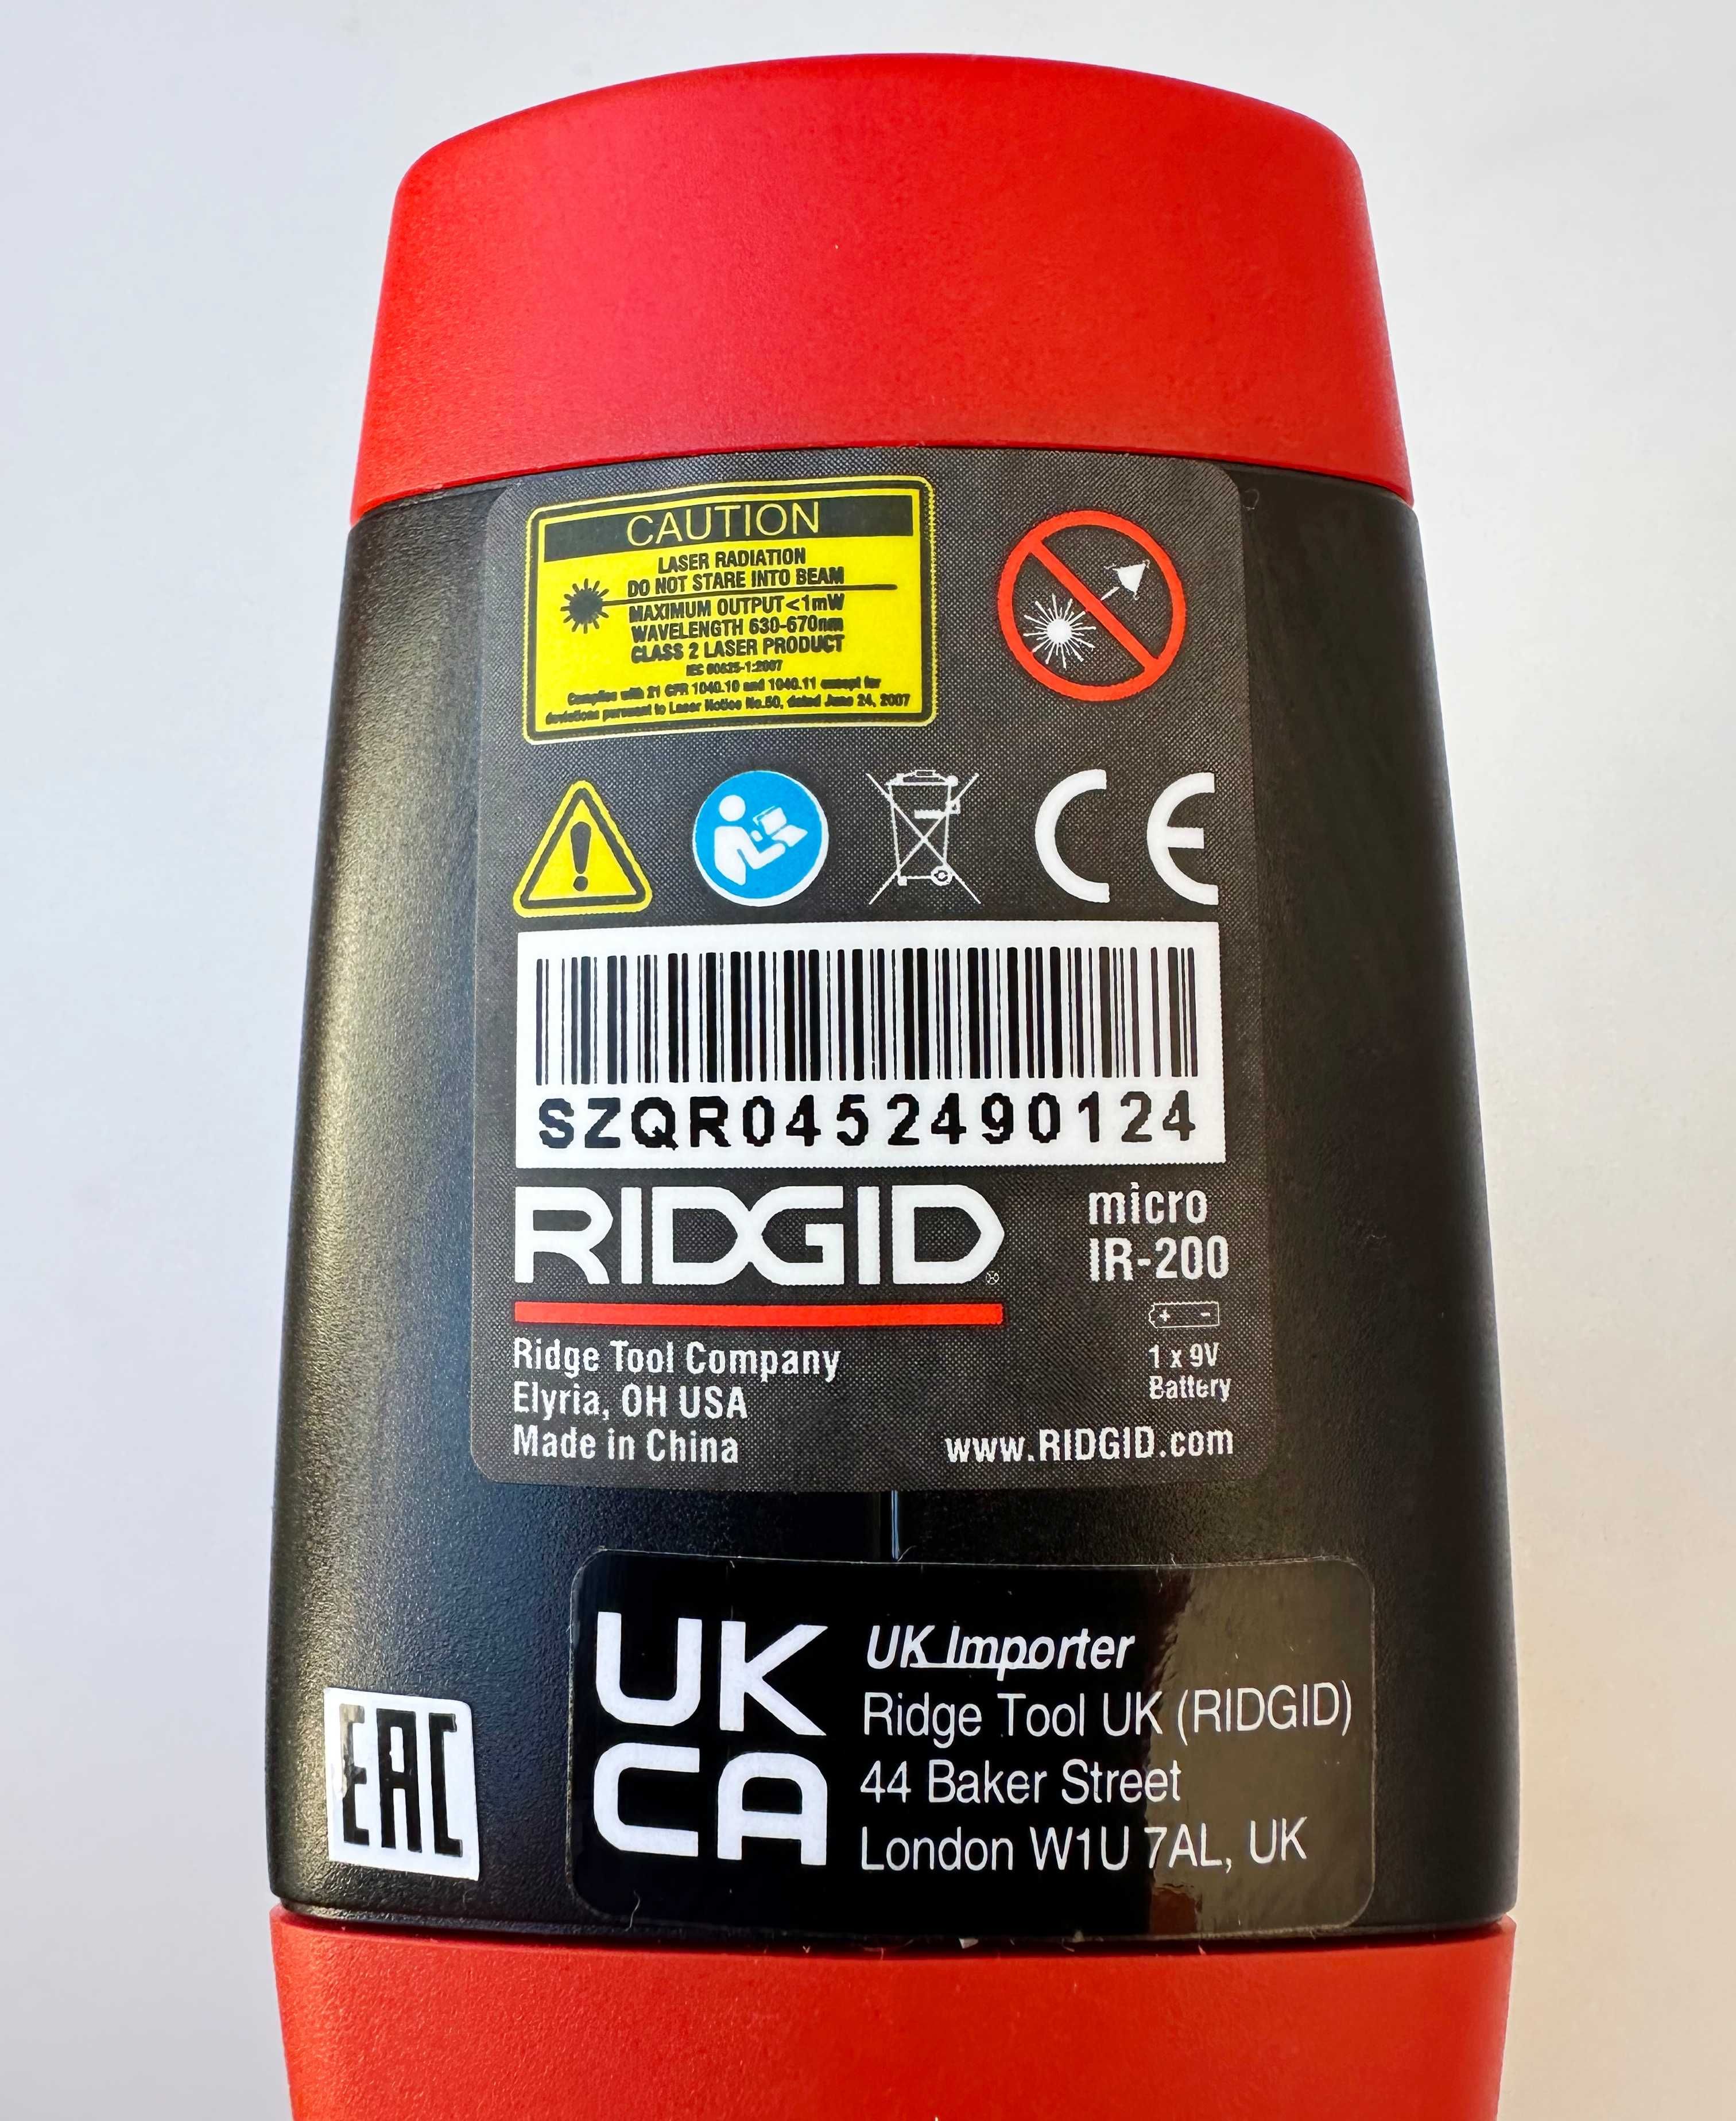 CAUTION
LASER RADIATION
DO NOT STARE INTO BEAM
MAXIMUM OUTPUT<1mW
WAVELENGTH 630-670nm
CLASS 2 LASER PRODUCT
IEC 60825-1:2007
Complies with 21 CFR 1040.10 and 1040.11 except for
deviations pursuant to Laser Notice No.50, dated June 24, 2007
CE
SZQR0452490124
RIDGID®
micro
IR-200
+ -
1 x 9V
Battery
Ridge Tool Company
Elyria, OH USA
Made in China
www.RIDGID.com
UK
CA
UK Importer
Ridge Tool UK (RIDGID)
44 Baker Street
London W1U 7AL, UK
EAC